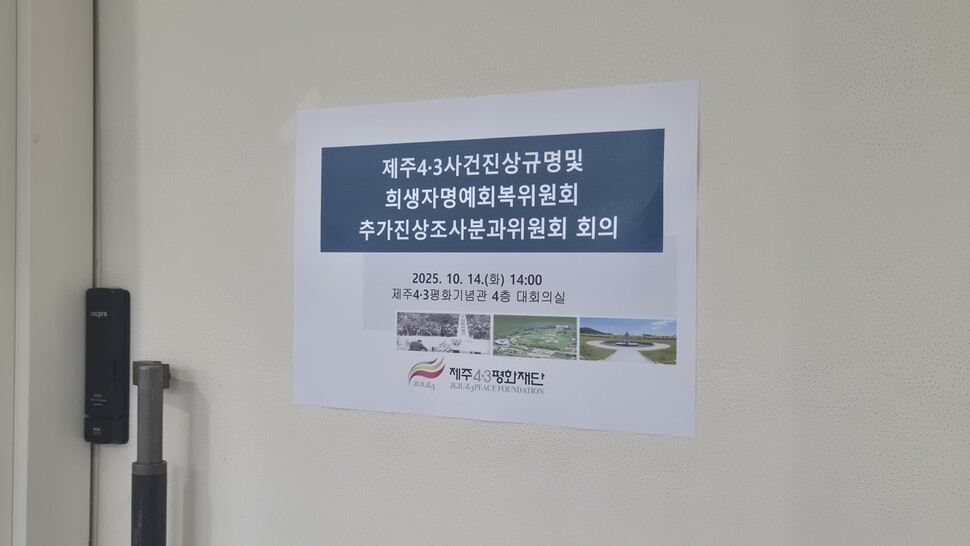 제주4·3사건진상규명및
희생자명예회복위원회
추가진상조사분과위원회 회의
2025. 10. 14.(화) 14:00
제주4·3평화기념관 4층 대회의실
JEJU4.3
제주4·3평화재단
JEJU4.3PEACE FOUNDATION